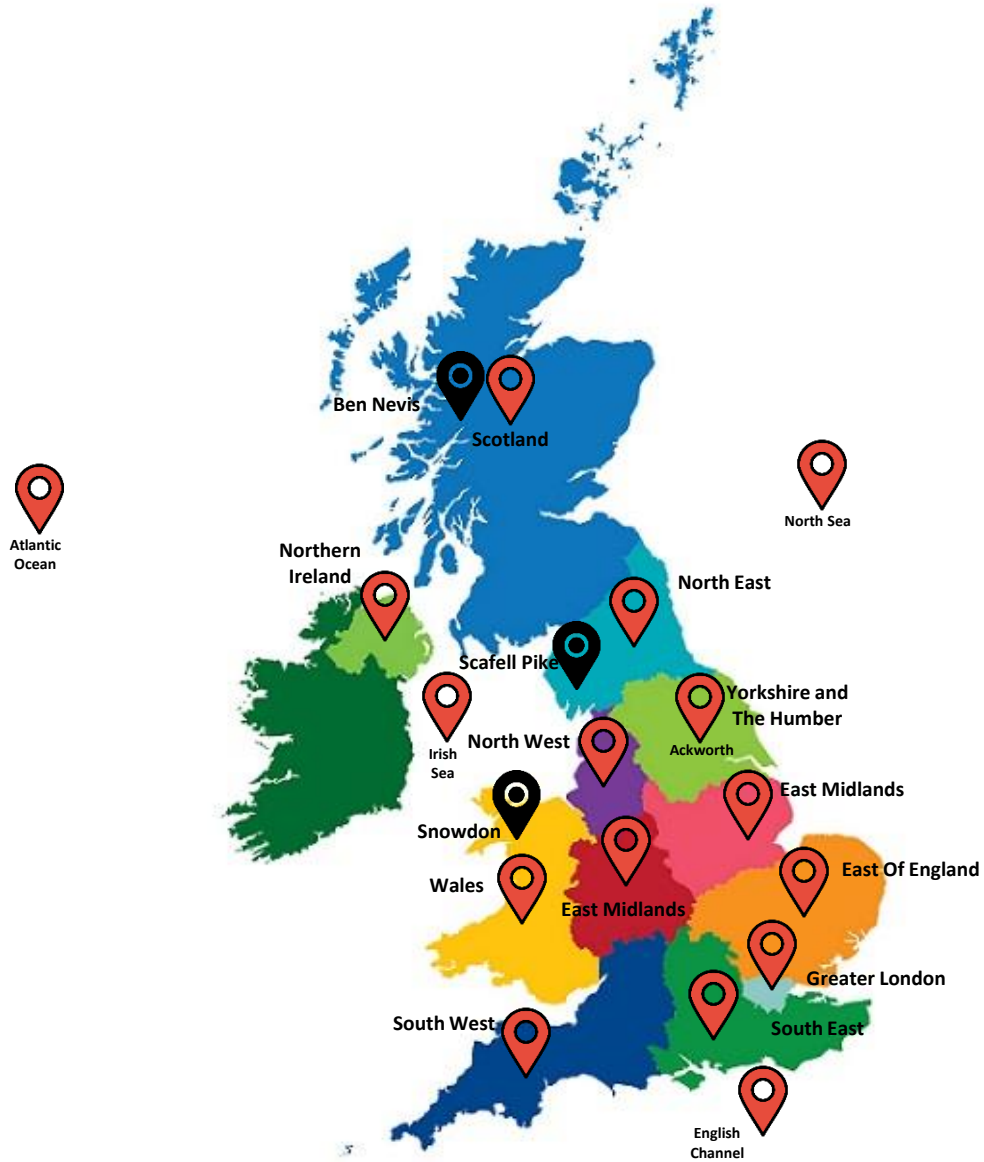 Ben Nevis
Scotland
North Sea
Atlantic
Ocean
Northern
Ireland
North East
Scafell Pike
Yorkshire and
The Humber
Ackworth
Irish
Sea
North West
East Midlands
Snowdon
East Of England
Wales
East Midlands
Greater London
South West
South East
English
Channel